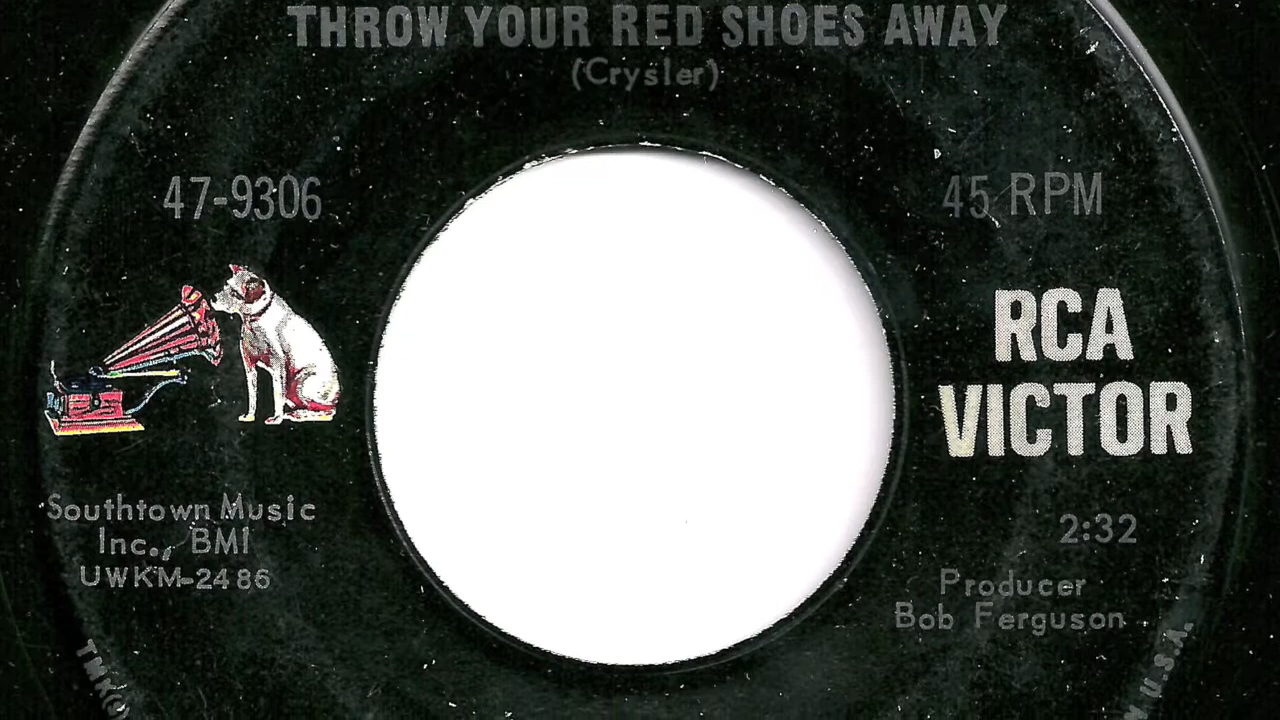 THROW YOUR RED SHOES AWAY
(Crysler)
47-9306
45 RPM
RCA
VICTOR
Southtown Music
Inc., BMI
UWKM-2486
2:32
Producer
Bob Ferguson
U.S.A.